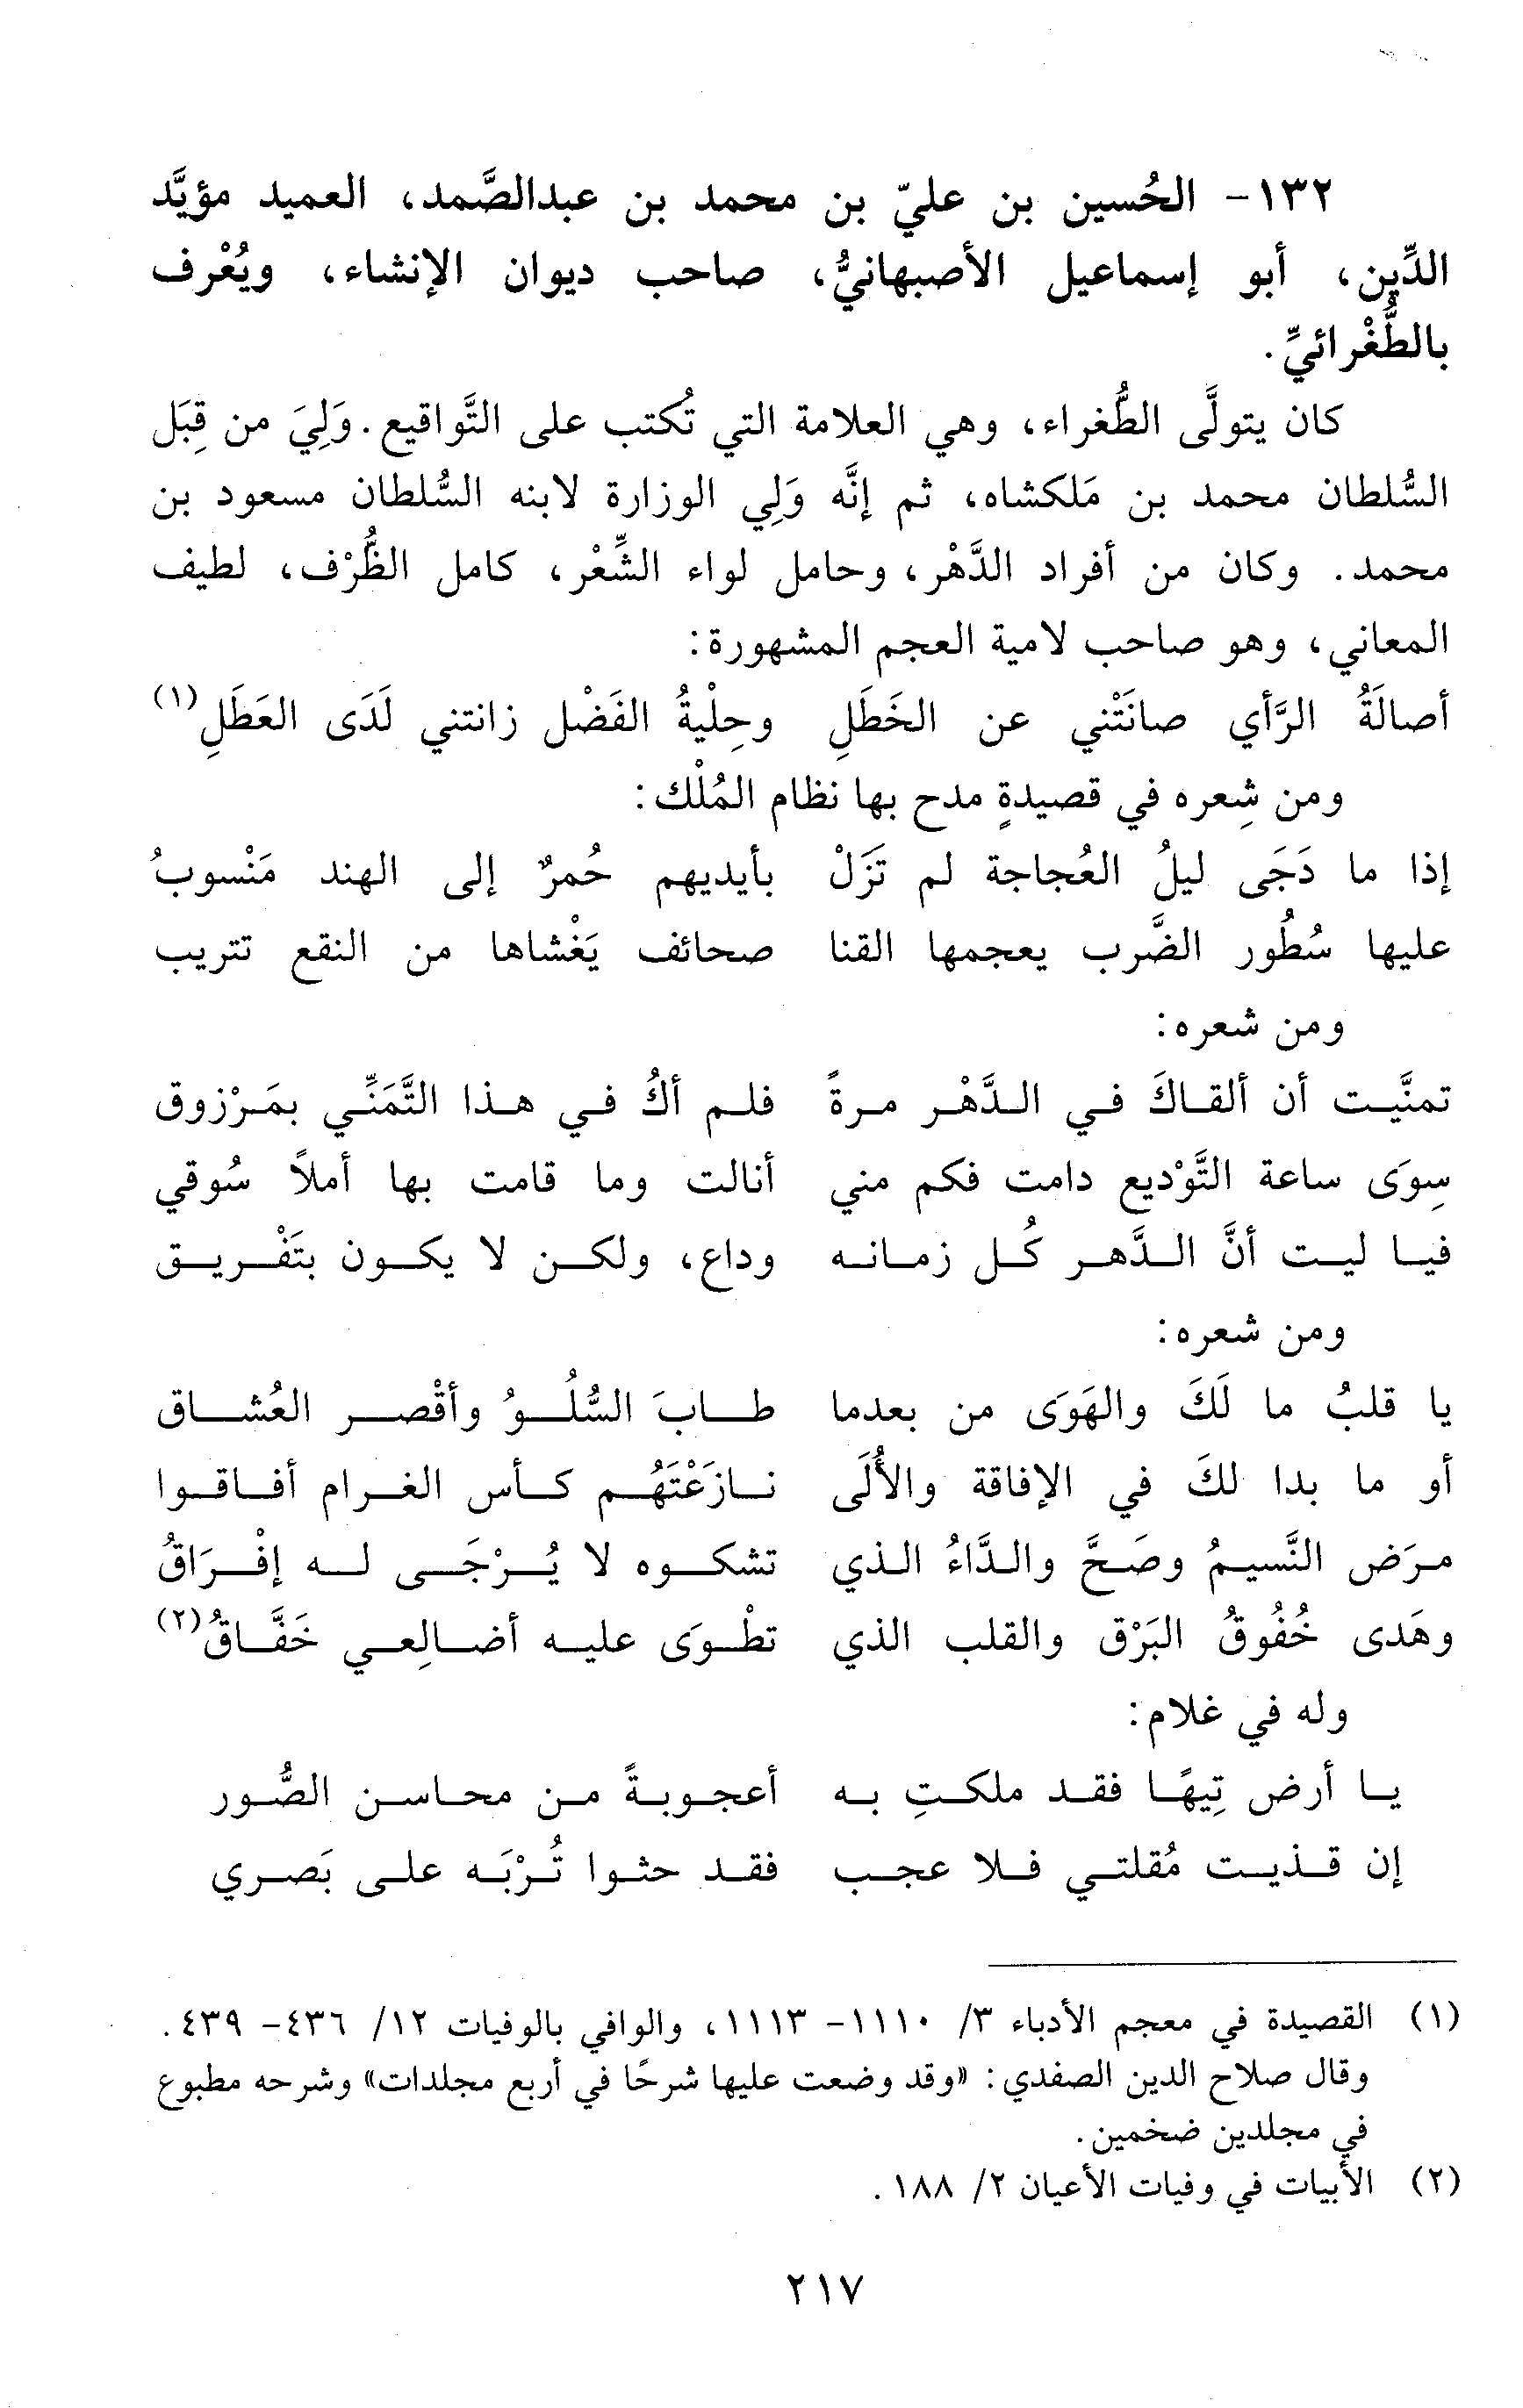 ١٣٢- الحُسين بن عليّ بن محمد بن عبدالصَّمد، العميد مؤيَّد
الدِّين، أبو إسماعيل الأصبهانيُّ، صاحب ديوان الإنشاء، ويُعْرف
بالطُّغْرائيِّ.
كان يتولَّى الطُّغراء، وهي العلامة التي تُكتب على التَّواقيع. وَلِيَ من قِبَل
السُّلطان محمد بن مَلكشاه، ثم إنَّه وَلِي الوزارة لابنه السُّلطان مسعود بن
محمد. وكان من أفراد الدَّهْر، وحامل لواء الشِّعْر، كامل الظُّرْف، لطيف
المعاني، وهو صاحب لامية العجم المشهورة:
أصالَةُ الرَّأي صانَتْني عن الخَطَلِ وحِلْيةُ الفَضْل زانتني لَدَى العَطَلِ(١)
ومن شِعره في قصيدةٍ مدح بها نظام المُلْك:
إذا ما دَجَى ليلُ العُجاجة لم تَزَلْ بأيديهم حُمرٌ إلى الهند مَنْسوبُ
عليها سُطُور الضَّرب يعجمها القنا صحائف يَغْشاها من النقع تتريب
ومن شعره:
تمنَّيت أن ألقاكَ في الدَّهْر مرةً فلم أكُ في هذا التَّمَنِّي بمَرْزوق
سِوَى ساعة التَّوْديع دامت فكم مني أنالت وما قامت بها أملاً سُوقي
فيا ليت أنَّ الدَّهر كُل زمانه وداع، ولكن لا يكون بتَفْريق
ومن شعره:
يا قلبُ ما لَكَ والهَوَى من بعدما طابَ السُّلُوُ وأقْصر العُشاق
أو ما بدا لكَ في الإفاقة والأُلَى نازَعْتَهُم كأس الغرام أفاقوا
مرَض النَّسيمُ وصَحَّ والدَّاءُ الذي تشكوه لا يُرْجَى له إفْرَاقُ
وهَدى خُفُوقُ البَرْق والقلب الذي تطْوَى عليه أضالِعي خَفَّاقُ(٢)
وله في غلام:
يا أرض تِيهًا فقد ملكتِ به أعجوبةً من محاسن الصُّور
إن قذيت مُقلتي فلا عجب فقد حثوا تُرْبَه على بَصري
(١) القصيدة في معجم الأدباء ٣/ ١١١٠- ١١١٣، والوافي بالوفيات ١٢/ ٤٣٦- ٤٣٩.
وقال صلاح الدين الصفدي: «وقد وضعت عليها شرحًا في أربع مجلدات» وشرحه مطبوع
في مجلدين ضخمين.
(٢) الأبيات في وفيات الأعيان ٢/ ١٨٨.
٢١٧